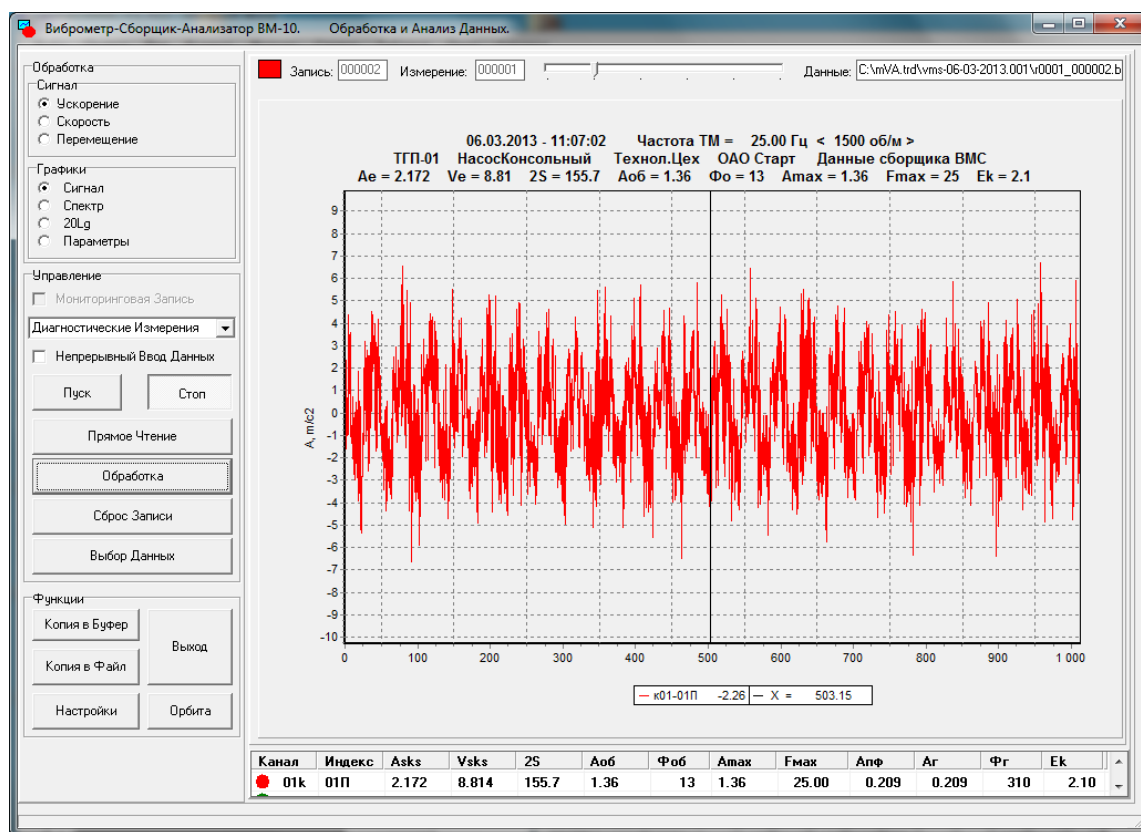 Виброметр-Сборщик-Анализатор ВМ-10. Обработка и Анализ Данных.
Обработка
Сигнал
Ускорение
Скорость
Перемещение
Графики
Сигнал
Спектр
20Lg
Параметры
Управление
Мониторинговая Запись
Диагностические Измерения
Непрерывный Ввод Данных
Пуск Стоп
Прямое Чтение
Обработка
Сброс Записи
Выбор Данных
Функции
Копия в Буфер
Выход
Копия в Файл
Настройки Орбита
Запись: 000002 Измерение: 000001 Данные: C:\mVA.trd\vms-06-03-2013.001\r0001_000002.b
06.03.2013 - 11:07:02 Частота ТМ = 25.00 Гц < 1500 об/м >
ТГП-01 НасосКонсольный Технол.Цех ОАО Старт Данные сборщика ВМС
Ae = 2.172 Ve = 8.81 2S = 155.7 Aоб = 1.36 Фо = 13 Amax = 1.36 Fmax = 25 Ek = 2.1
9
8
7
6
5
4
3
2
1
0
-1
-2
-3
-4
-5
-6
-7
-8
-9
-10
A, m/c2
0 100 200 300 400 500 600 700 800 900 1 000
к01-01П -2.26 X = 503.15
Канал Индекс Asks Vsks 2S Aоб Фоб Amax Fмах Апф Аг Фг Ek
01k 01П 2.172 8.814 155.7 1.36 13 1.36 25.00 0.209 0.209 310 2.10